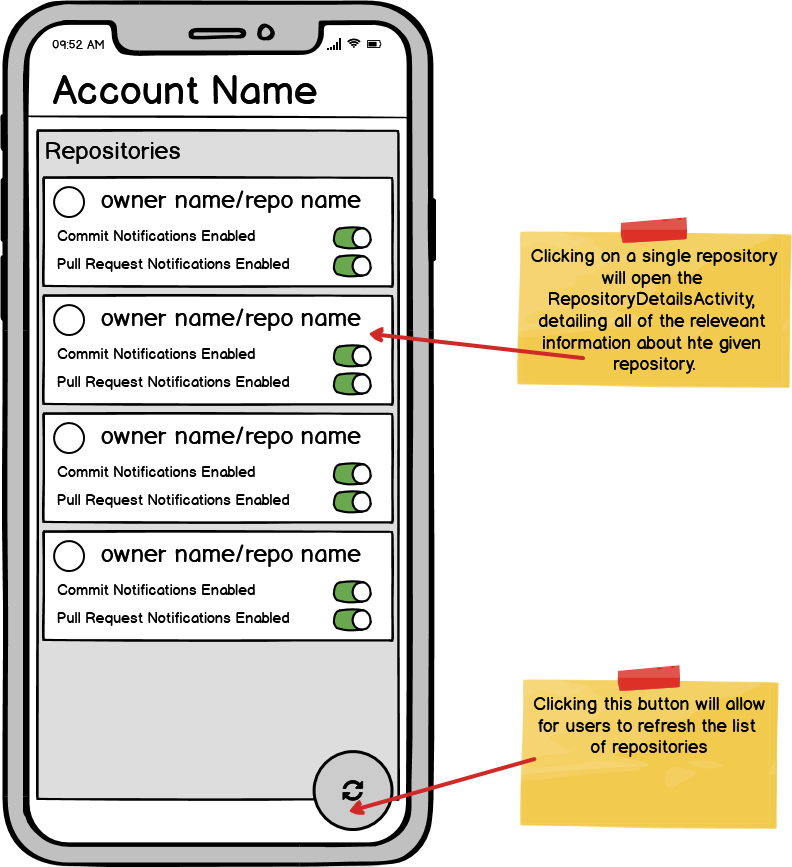 09:52 AM
Account Name
Repositories
owner name/repo name
Commit Notifications Enabled
Pull Request Notifications Enabled
owner name/repo name
Commit Notifications Enabled
Pull Request Notifications Enabled
owner name/repo name
Commit Notifications Enabled
Pull Request Notifications Enabled
owner name/repo name
Commit Notifications Enabled
Pull Request Notifications Enabled
Clicking on a single repository
will open the
RepositoryDetailsActivity,
detailing all of the releveant
information about hte given
repository.
Clicking this button will allow
for users to refresh the list
of repositories